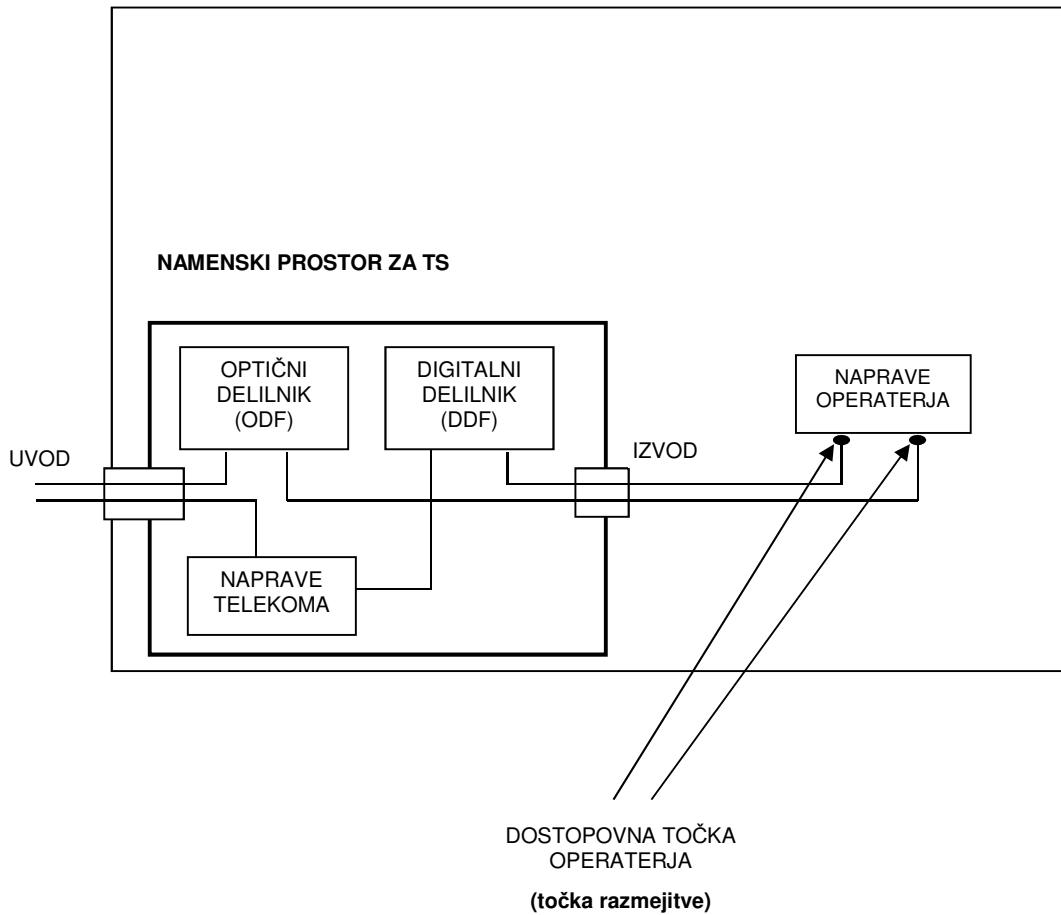 NAMENSKI PROSTOR ZA TS
OPTIČNI
DELILNIK
(ODF)
DIGITALNI
DELILNIK
(DDF)
NAPRAVE
OPERATERJA
UVOD
IZVOD
NAPRAVE
TELEKOMA
DOSTOPOVNA TOČKA
OPERATERJA
(točka razmejitve)